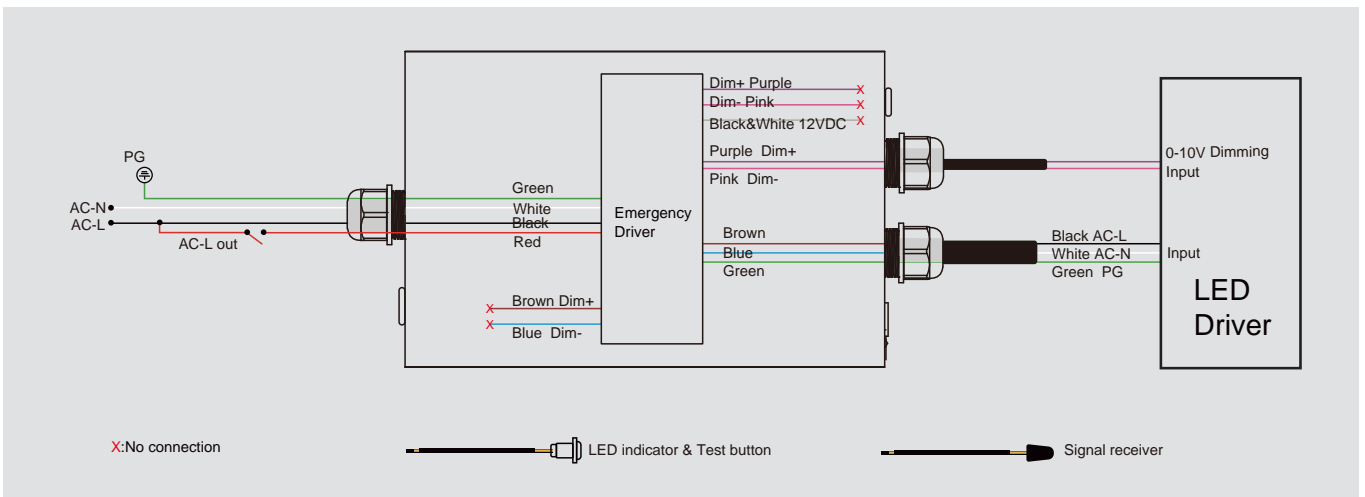 Dim+ Purple
X
Dim- Pink
X
Black&White 12VDC
X
Purple Dim+
Pink Dim-
0-10V Dimming
Input
PG
Green
AC-N
White
AC-L
Black
AC-L out
Red
Emergency
Driver
Brown
Blue
Green
Black AC-L
White AC-N
Green PG
Input
LED
Driver
X
Brown Dim+
X
Blue Dim-
X:No connection
LED indicator & Test button
Signal receiver